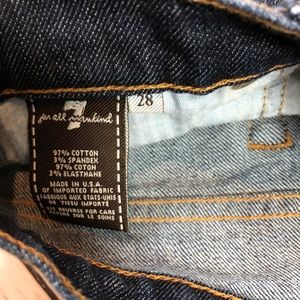 7
for all mankind
28
97% COTTON
3% SPANDEX
97% COTON
3% ELASTHANE
MADE IN U.S.A.
OF IMPORTED FABRIC
FABRIQUÉ AUX ETATS-UNIS
DE TISSU IMPORTÉ
SEE REVERSE FOR CARE